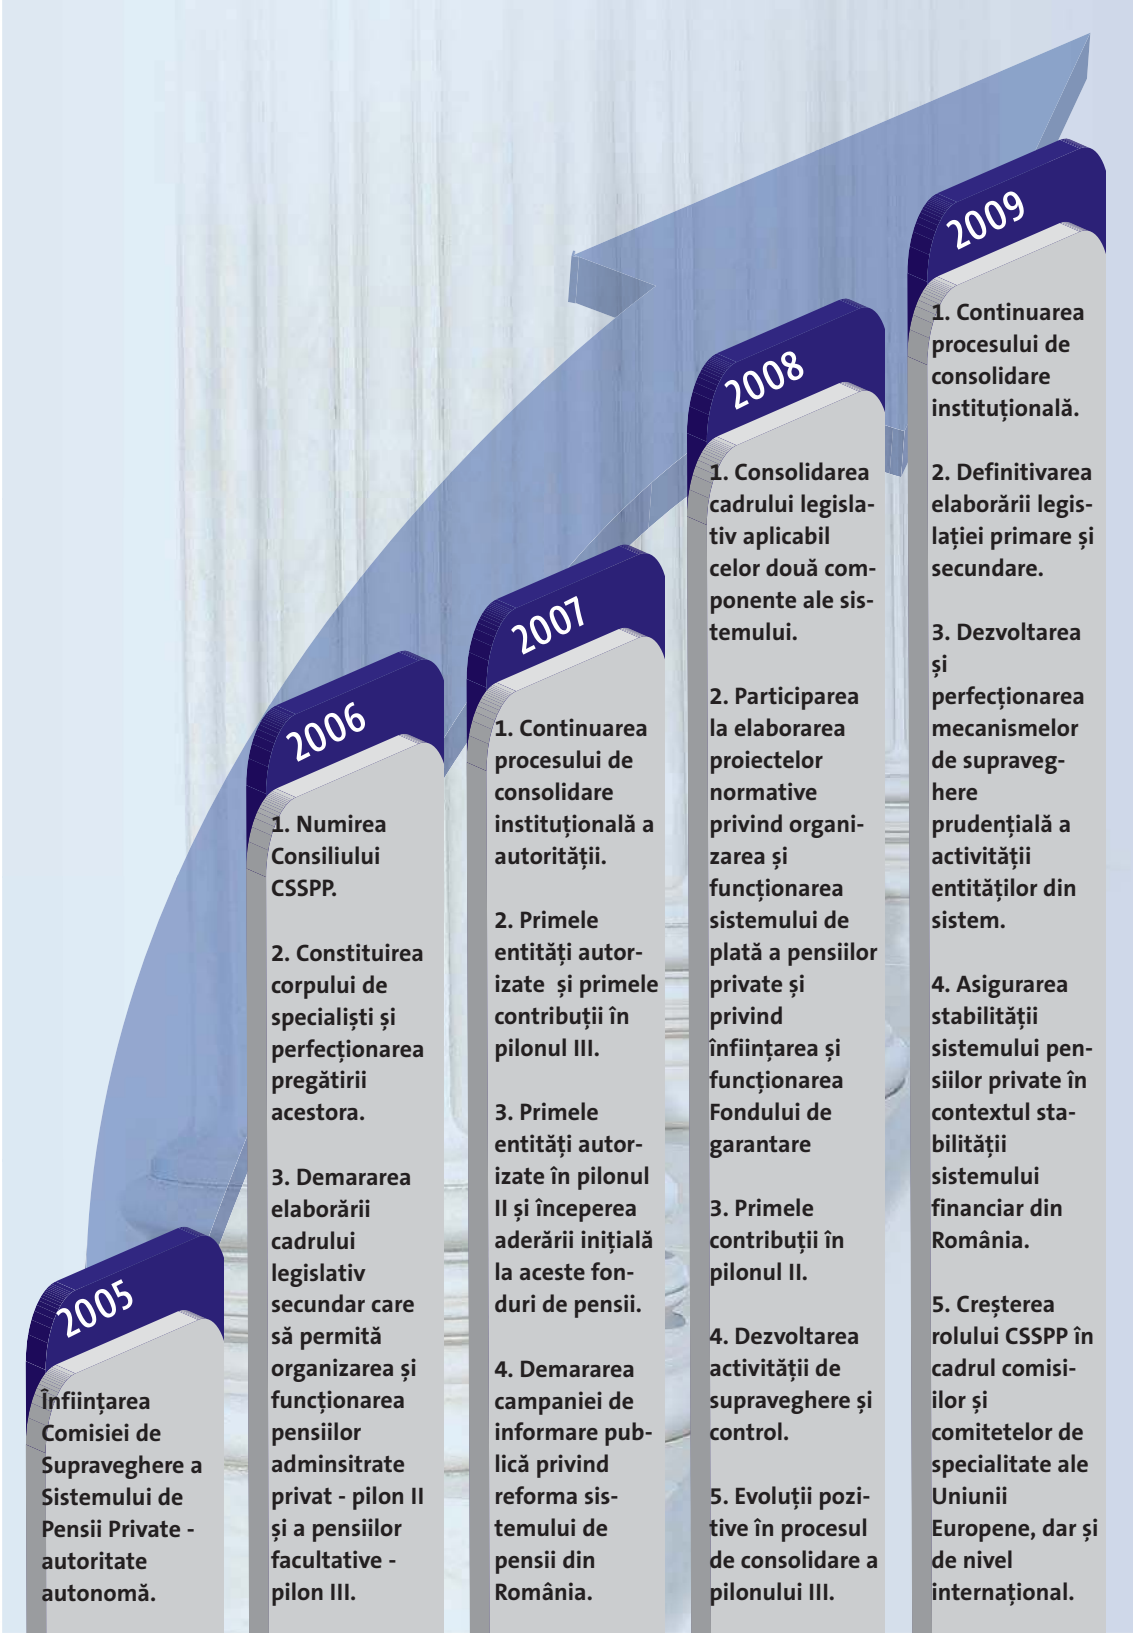 2005
Înființarea
Comisiei de
Supraveghere a
Sistemului de
Pensii Private -
autoritate
autonomă.
2006
1. Numirea
Consiliului
CSSPP.
2. Constituirea
corpului de
specialiști și
perfecționarea
pregătirii
acestora.
3. Demararea
elaborării
cadrului
legislativ
secundar care
să permită
organizarea și
funcționarea
pensiilor
adminsitrate
privat - pilon II
și a pensiilor
facultative -
pilon III.
2007
1. Continuarea
procesului de
consolidare
instituțională a
autorității.
2. Primele
entități autor-
izate și primele
contribuții în
pilonul III.
3. Primele
entități autor-
izate în pilonul
II și începerea
aderării inițială
la aceste fon-
duri de pensii.
4. Demararea
campaniei de
informare pub-
lică privind
reforma sis-
temului de
pensii din
România.
2008
1. Consolidarea
cadrului legisla-
tiv aplicabil
celor două com-
ponente ale sis-
temului.
2. Participarea
la elaborarea
proiectelor
normative
privind organi-
zarea și
funcționarea
sistemului de
plată a pensiilor
private și
privind
înființarea și
funcționarea
Fondului de
garantare
3. Primele
contribuții în
pilonul II.
4. Dezvoltarea
activității de
supraveghere și
control.
5. Evoluții pozi-
tive în procesul
de consolidare a
pilonului III.
2009
1. Continuarea
procesului de
consolidare
instituțională.
2. Definitivarea
elaborării legis-
lației primare și
secundare.
3. Dezvoltarea
și
perfecționarea
mecanismelor
de supraveg-
here
prudențială a
activității
entităților din
sistem.
4. Asigurarea
stabilității
sistemului pen-
siilor private în
contextul sta-
bilității
sistemului
financiar din
România.
5. Creșterea
rolului CSSPP în
cadrul comisi-
ilor și
comitetelor de
specialitate ale
Uniunii
Europene, dar și
de nivel
internațional.